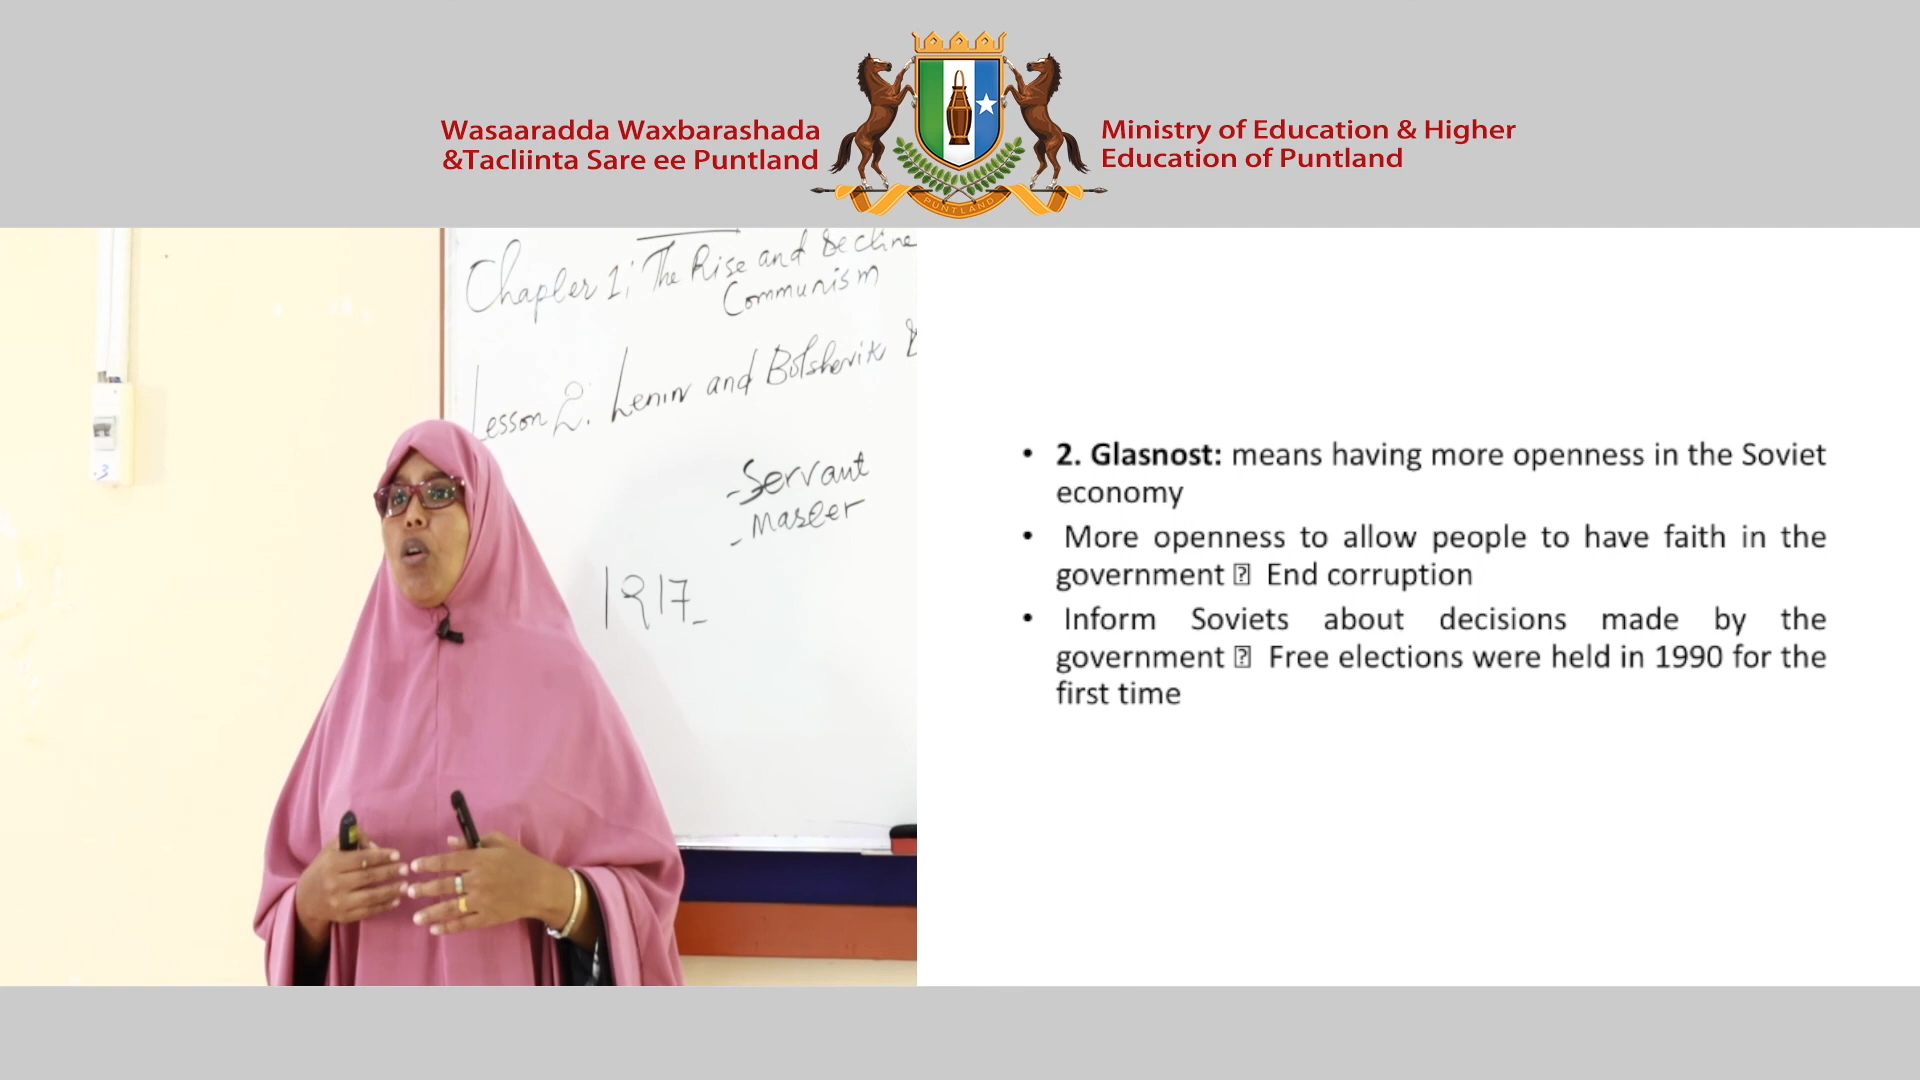 Wasaaradda Waxbarashada
&Tacliinta Sare ee Puntland
PUNTLAND
Ministry of Education & Higher
Education of Puntland
Chapter 1: The Rise and Decline
Communism
Lesson 2: Lenin and Bolshevik
- Servant
- Master
1917-
.3
• 2. Glasnost: means having more openness in the Soviet
economy
• More openness to allow people to have faith in the
government ⍰ End corruption
• Inform Soviets about decisions made by the
government ⍰ Free elections were held in 1990 for the
first time